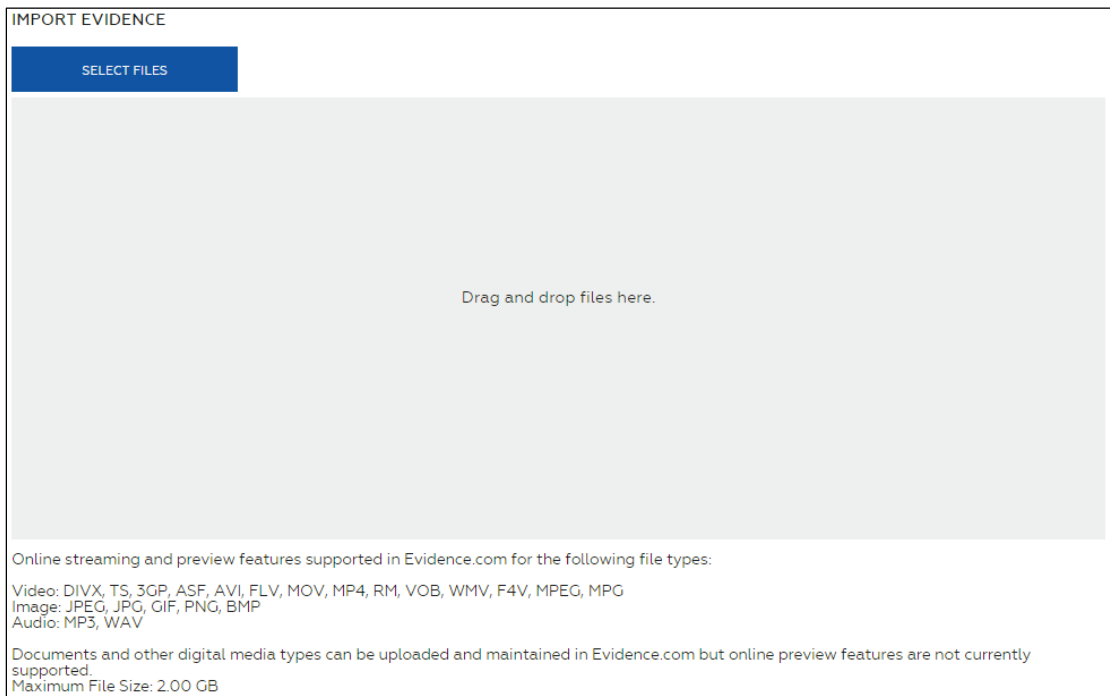 IMPORT EVIDENCE
SELECT FILES
Drag and drop files here.
Online streaming and preview features supported in Evidence.com for the following file types:
Video: DIVX, TS, 3GP, ASF, AVI, FLV, MOV, MP4, RM, VOB, WMV, F4V, MPEG, MPG
Image: JPEG, JPG, GIF, PNG, BMP
Audio: MP3, WAV
Documents and other digital media types can be uploaded and maintained in Evidence.com but online preview features are not currently
supported.
Maximum File Size: 2.00 GB